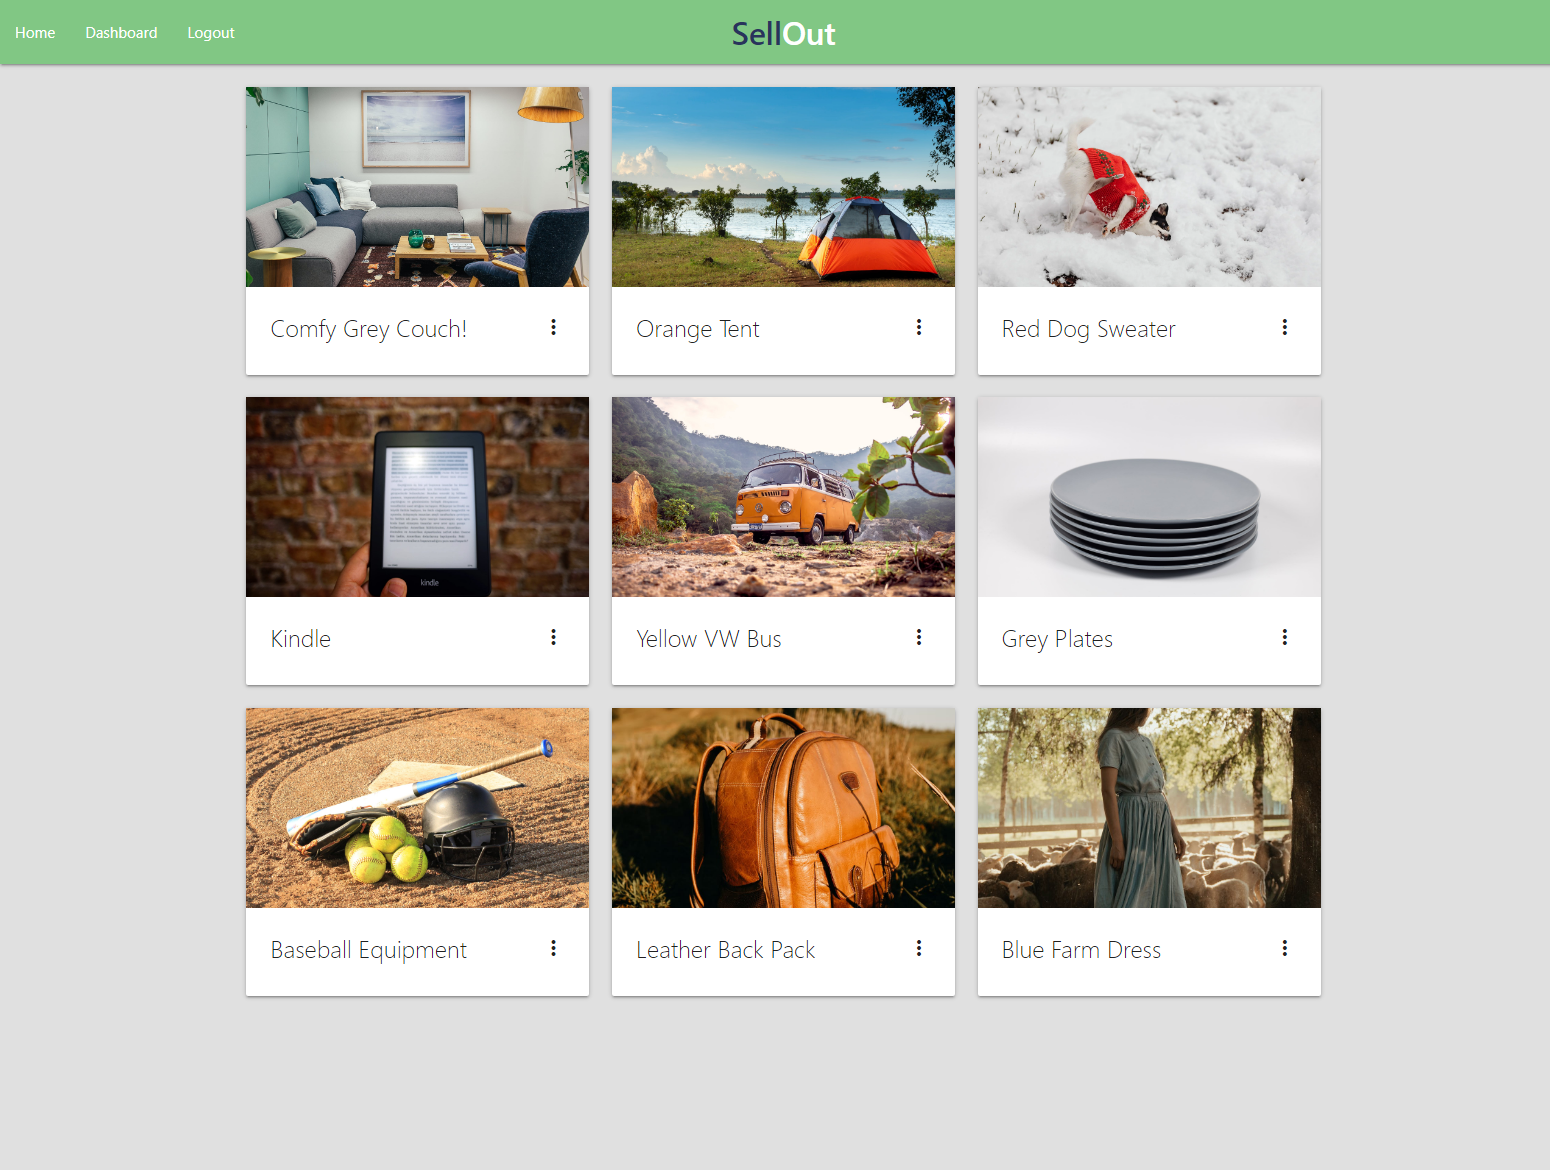 Home Dashboard Logout SellOut
Comfy Grey Couch!
Orange Tent
Red Dog Sweater
kindle
Kindle
Yellow VW Bus
Grey Plates
Baseball Equipment
Leather Back Pack
Blue Farm Dress